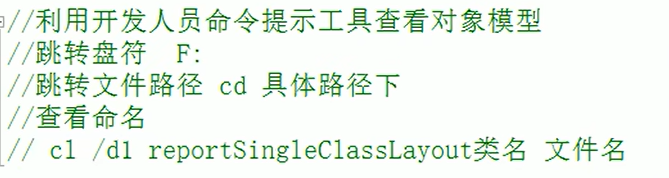 //利用开发人员命令提示工具查看对象模型
//跳转盘符 F:
//跳转文件路径 cd 具体路径下
//查看命名
// cl /d1 reportSingleClassLayout类名 文件名